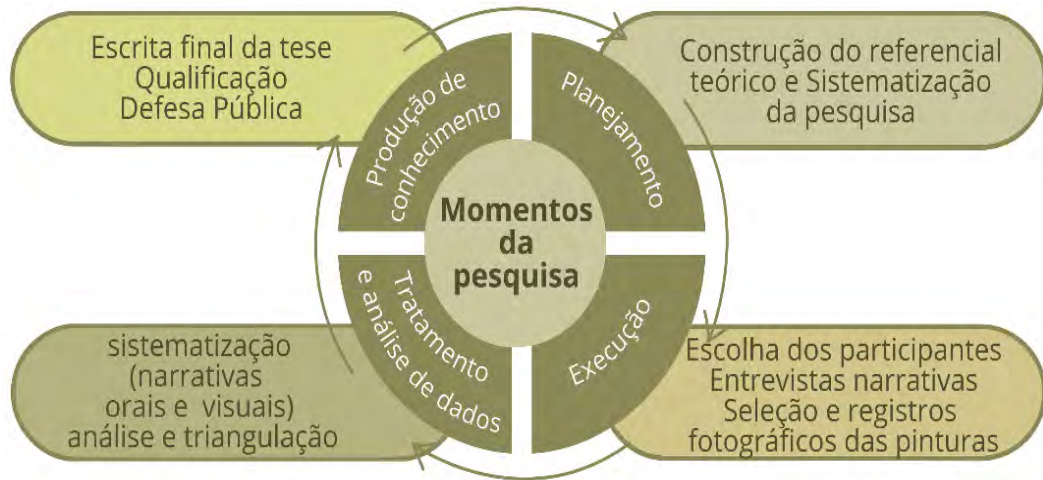 Escrita final da tese
Qualificação
Defesa Pública
Construção do referencial
teórico e Sistematização
da pesquisa
Produção de
conhecimento
Planejamento
Momentos
da
pesquisa
Tratamento
e análise de dados
Execução
sistematização
(narrativas
orais e visuais)
análise e triangulação
Escolha dos participantes
Entrevistas narrativas
Seleção e registros
fotográficos das pinturas